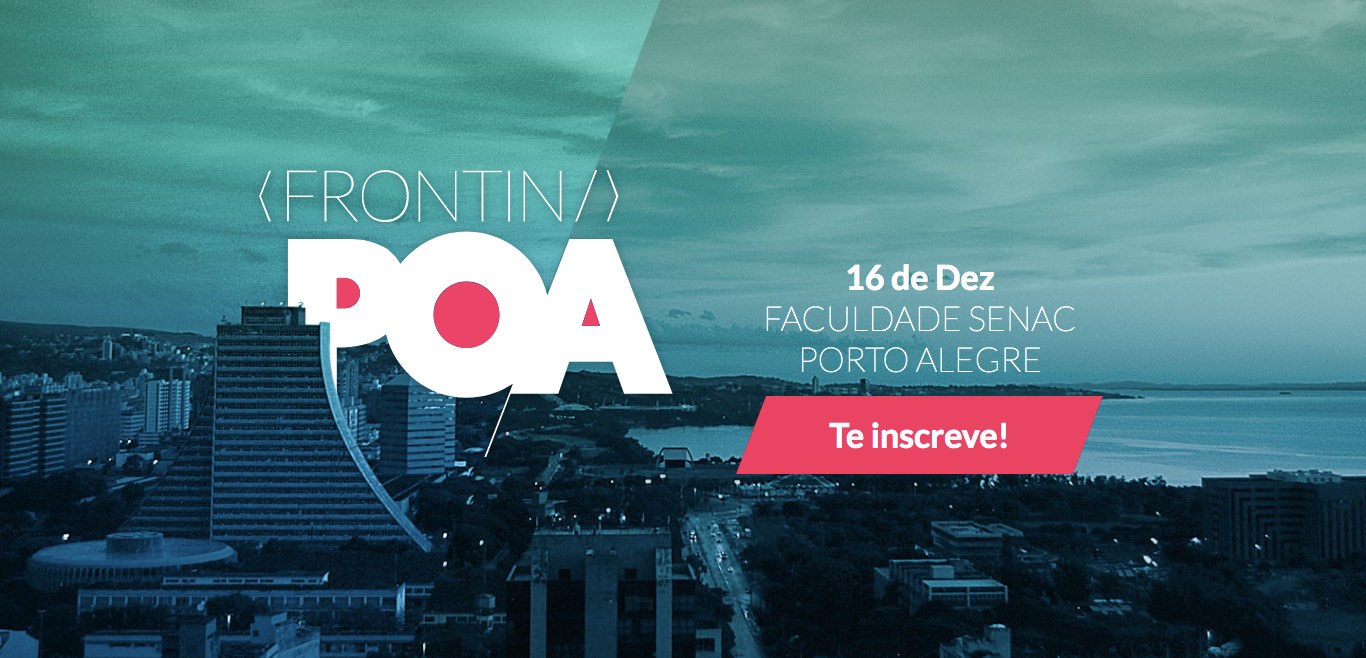 <FRONTIN/>
POA
16 de Dez
FACULDADE SENAC
PORTO ALEGRE
Te inscreve!